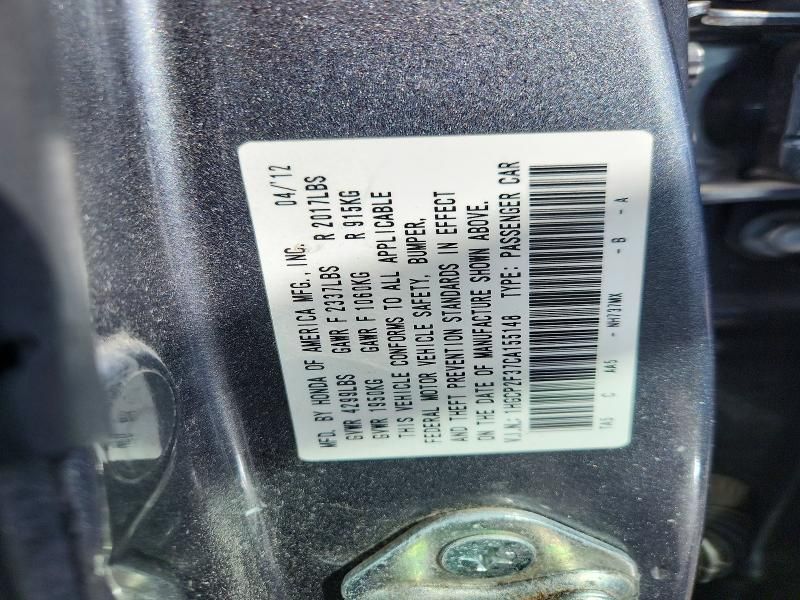 MFD. BY HONDA OF AMERICA MFG., INC. 04/12
GVWR 4299LBS GAWR F 2337LBS R 2017LBS
GVWR 1950KG GAWR F 1060KG R 915KG
THIS VEHICLE CONFORMS TO ALL APPLICABLE
FEDERAL MOTOR VEHICLE SAFETY, BUMPER,
AND THEFT PREVENTION STANDARDS IN EFFECT
ON THE DATE OF MANUFACTURE SHOWN ABOVE.
V.I.N.: 1HGCP2F37CA155148 TYPE: PASSENGER CAR
TA5 C AA5 - NH737MX - B - A